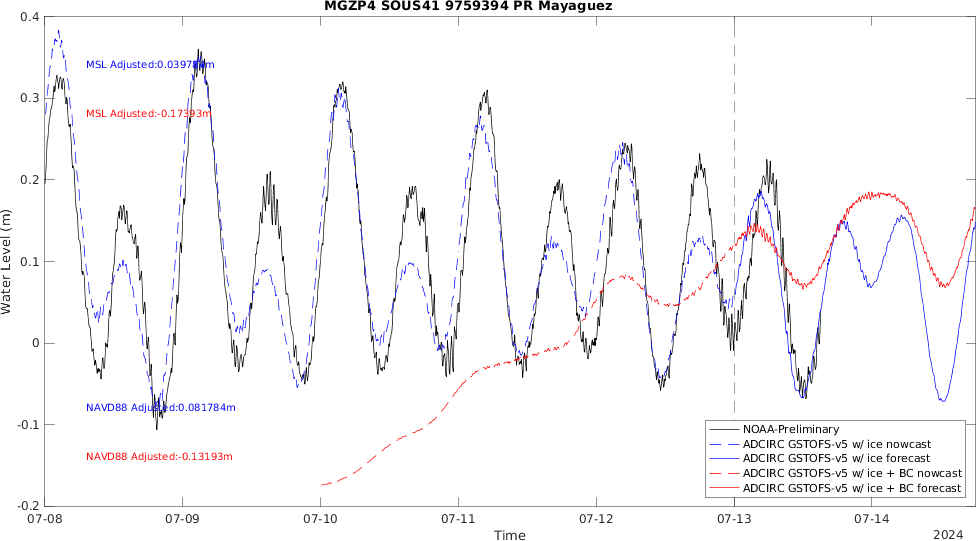 MGZP4 SOUS41 9759394 PR Mayaguez
0.4
0.3
0.2
0.1
0
-0.1
-0.2
Water Level (m)
MSL Adjusted:0.039784m
MSL Adjusted:-0.17393m
NAVD88 Adjusted:0.081784m
NAVD88 Adjusted:-0.13193m
NOAA-Preliminary
ADCIRC GSTOFS-v5 w/ ice nowcast
ADCIRC GSTOFS-v5 w/ ice forecast
ADCIRC GSTOFS-v5 w/ ice + BC nowcast
ADCIRC GSTOFS-v5 w/ ice + BC forecast
07-08 07-09 07-10 07-11 07-12 07-13 07-14
Time
2024